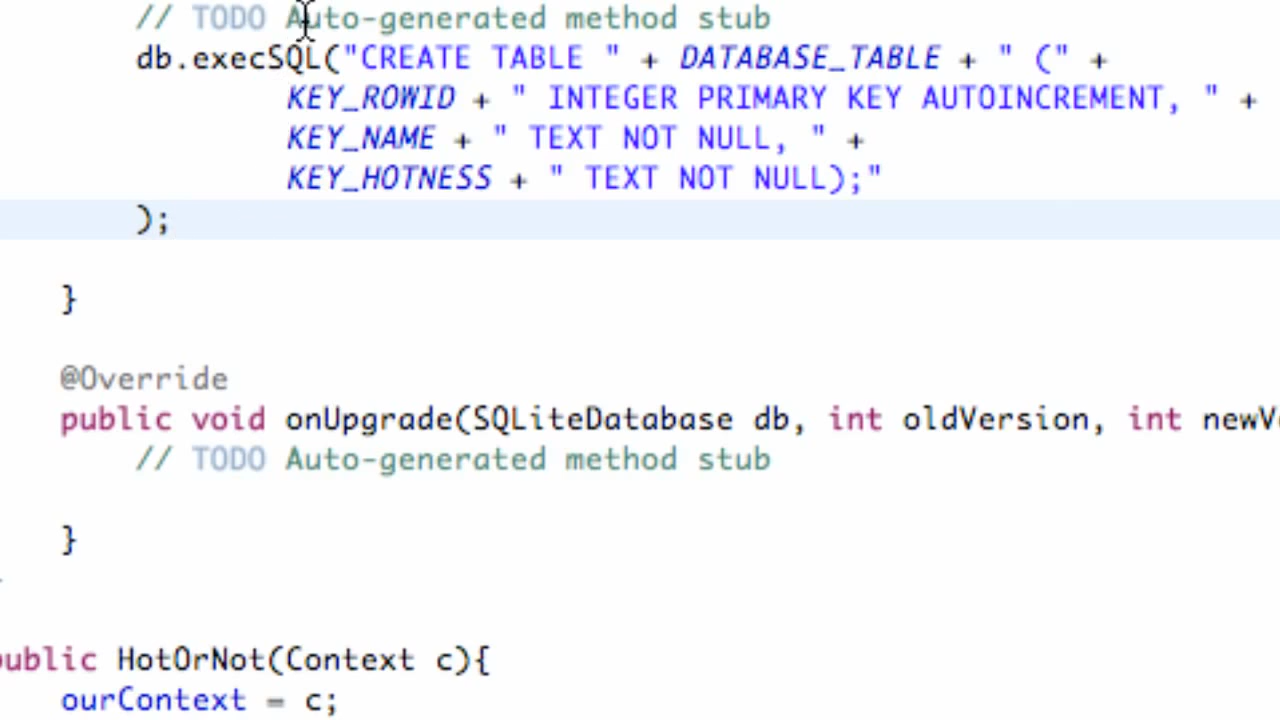 // TODO Auto-generated method stub
db.execSQL("CREATE TABLE " + DATABASE_TABLE + " (" +
KEY_ROWID + " INTEGER PRIMARY KEY AUTOINCREMENT, " +
KEY_NAME + " TEXT NOT NULL, " +
KEY_HOTNESS + " TEXT NOT NULL);"
);
}
@Override
public void onUpgrade(SQLiteDatabase db, int oldVersion, int newV
// TODO Auto-generated method stub
}
public HotOrNot(Context c){
ourContext = c;